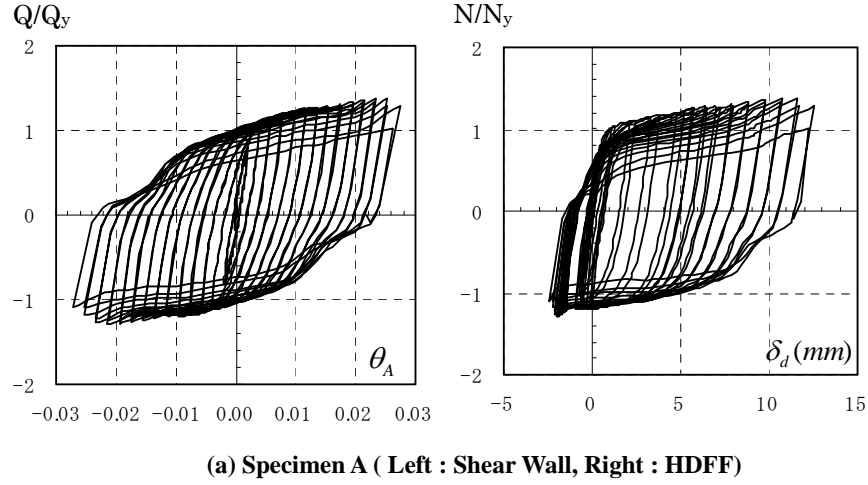 Q/Qy
2
1
0
-1
-2
-0.03 -0.02 -0.01 0.00 0.01 0.02 0.03
θA
N/Ny
2
1
0
-1
-2
-5 0 5 10 15
δd (mm)
(a) Specimen A ( Left : Shear Wall, Right : HDFF)